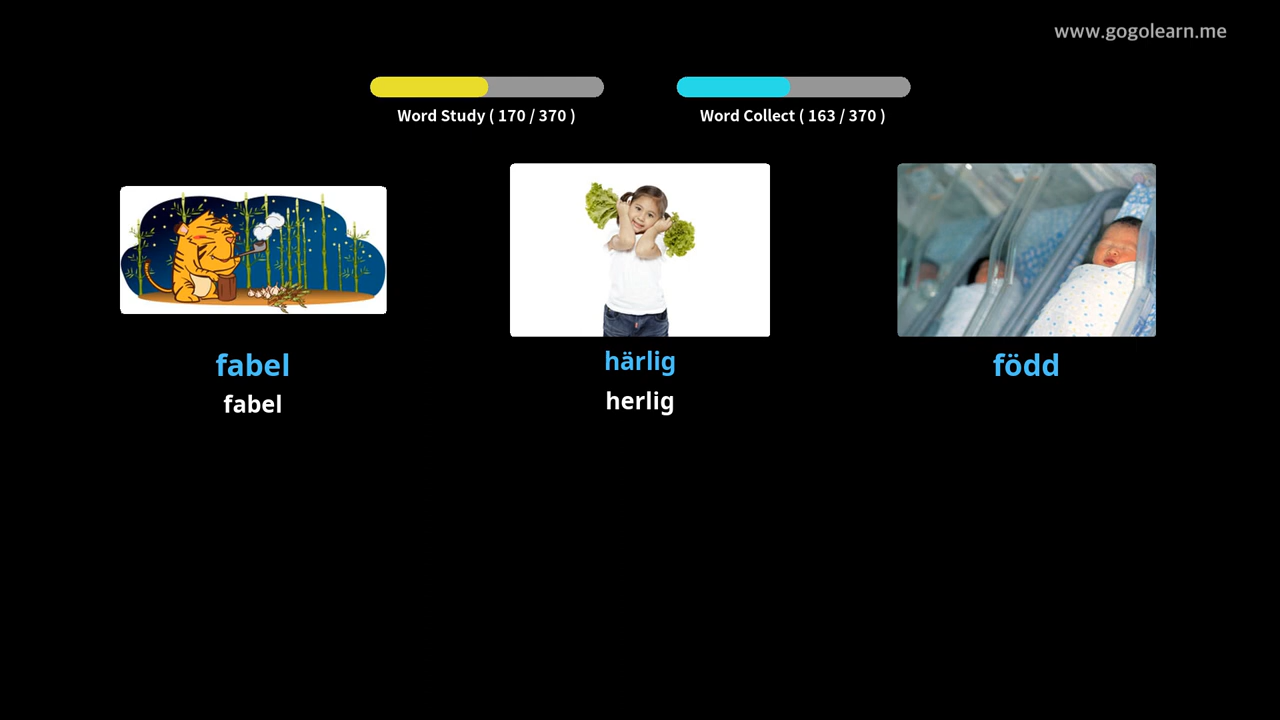 www.gogolearn.me
Word Study ( 170 / 370 )
Word Collect ( 163 / 370 )
fabel
fabel
härlig
herlig
född